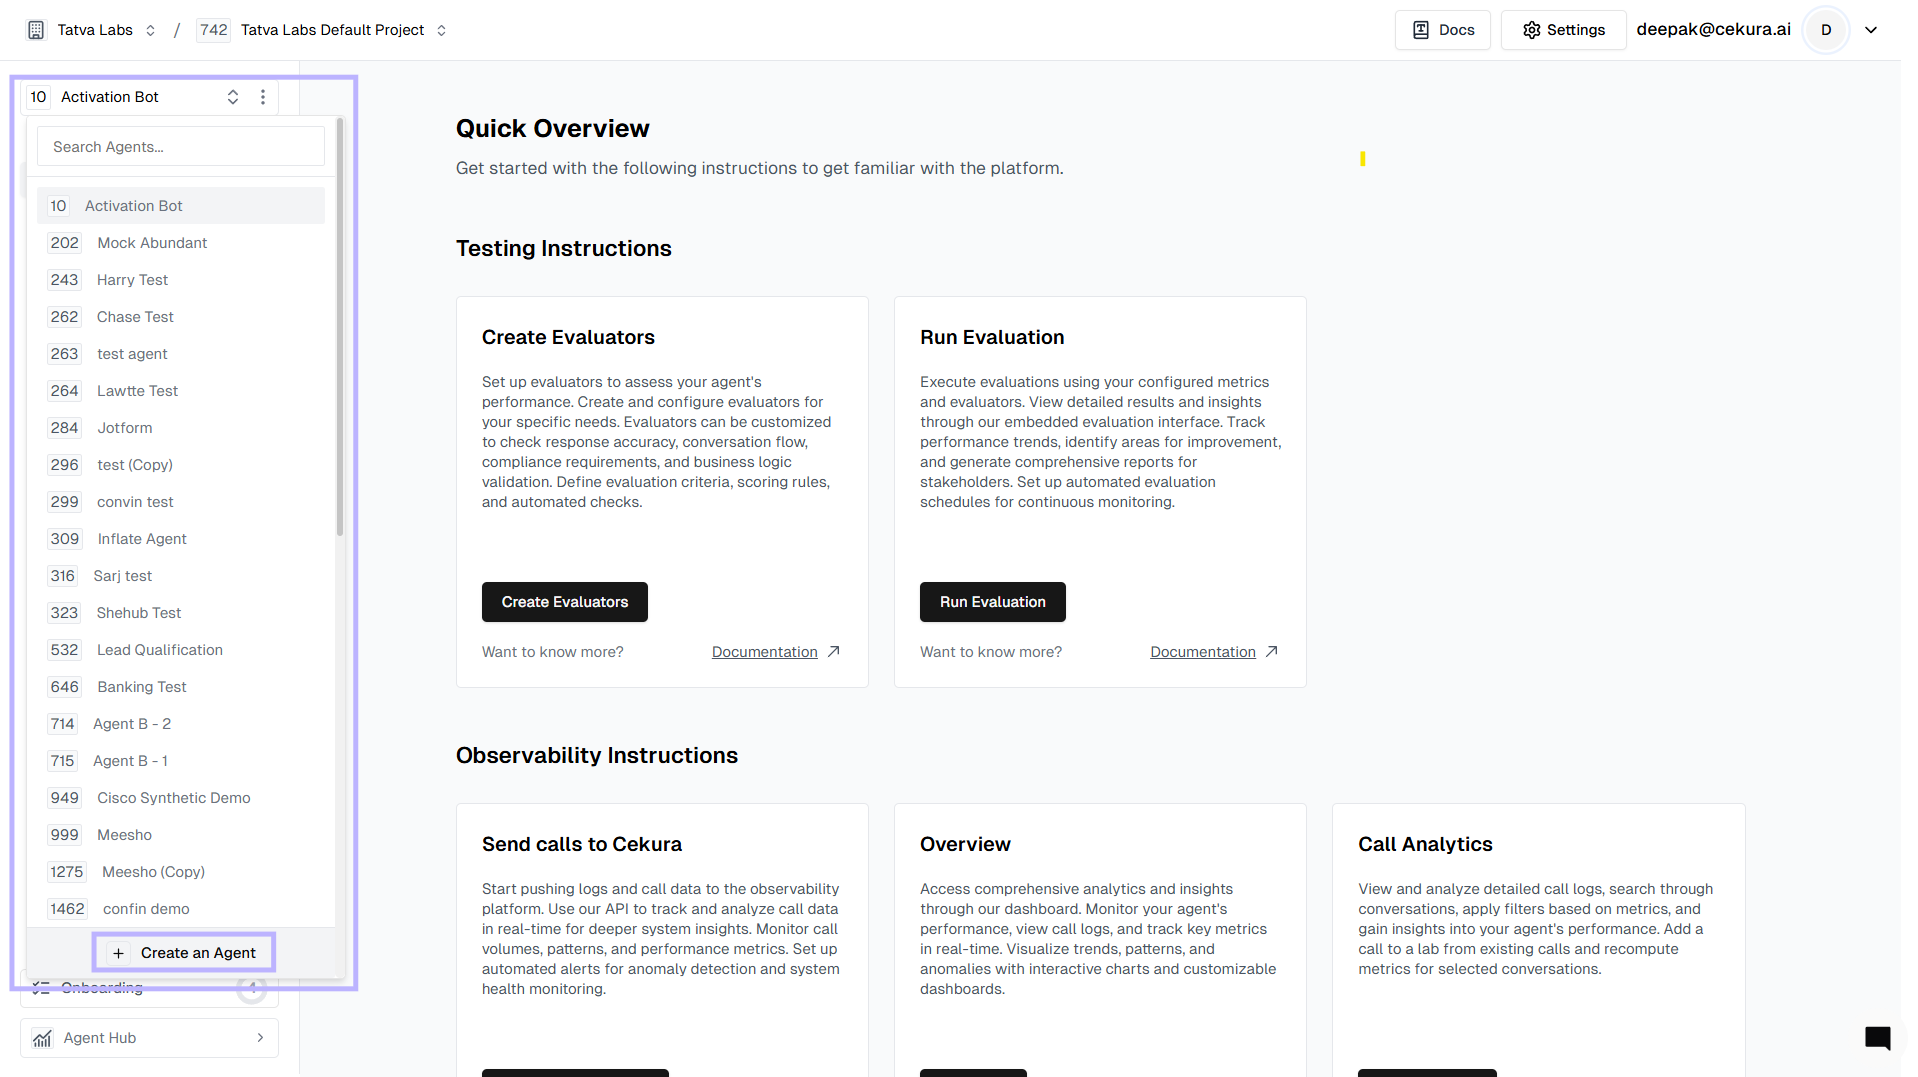 Tatva Labs / 742 Tatva Labs Default Project
Docs
Settings
deepak@cekura.ai
D
10 Activation Bot
Search Agents...
10 Activation Bot
202 Mock Abundant
243 Harry Test
262 Chase Test
263 test agent
264 Lawtte Test
284 Jotform
296 test (Copy)
299 convin test
309 Inflate Agent
316 Sarj test
323 Shehub Test
532 Lead Qualification
646 Banking Test
714 Agent B - 2
715 Agent B - 1
949 Cisco Synthetic Demo
999 Meesho
1275 Meesho (Copy)
1462 confin demo
+ Create an Agent
Onboarding
Agent Hub
Quick Overview
Get started with the following instructions to get familiar with the platform.
Testing Instructions
Create Evaluators
Set up evaluators to assess your agent's
performance. Create and configure evaluators for
your specific needs. Evaluators can be customized
to check response accuracy, conversation flow,
compliance requirements, and business logic
validation. Define evaluation criteria, scoring rules,
and automated checks.
Create Evaluators
Want to know more? Documentation
Run Evaluation
Execute evaluations using your configured metrics
and evaluators. View detailed results and insights
through our embedded evaluation interface. Track
performance trends, identify areas for improvement,
and generate comprehensive reports for
stakeholders. Set up automated evaluation
schedules for continuous monitoring.
Run Evaluation
Want to know more? Documentation
Observability Instructions
Send calls to Cekura
Start pushing logs and call data to the observability
platform. Use our API to track and analyze call data
in real-time for deeper system insights. Monitor call
volumes, patterns, and performance metrics. Set up
automated alerts for anomaly detection and system
health monitoring.
Overview
Access comprehensive analytics and insights
through our dashboard. Monitor your agent's
performance, view call logs, and track key metrics
in real-time. Visualize trends, patterns, and
anomalies with interactive charts and customizable
dashboards.
Call Analytics
View and analyze detailed call logs, search through
conversations, apply filters based on metrics, and
gain insights into your agent's performance. Add a
call to a lab from existing calls and recompute
metrics for selected conversations.